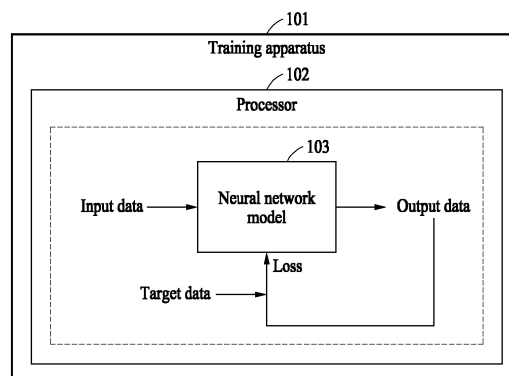 101
Training apparatus
102
Processor
103
Input data
Neural network
model
Output data
Loss
Target data